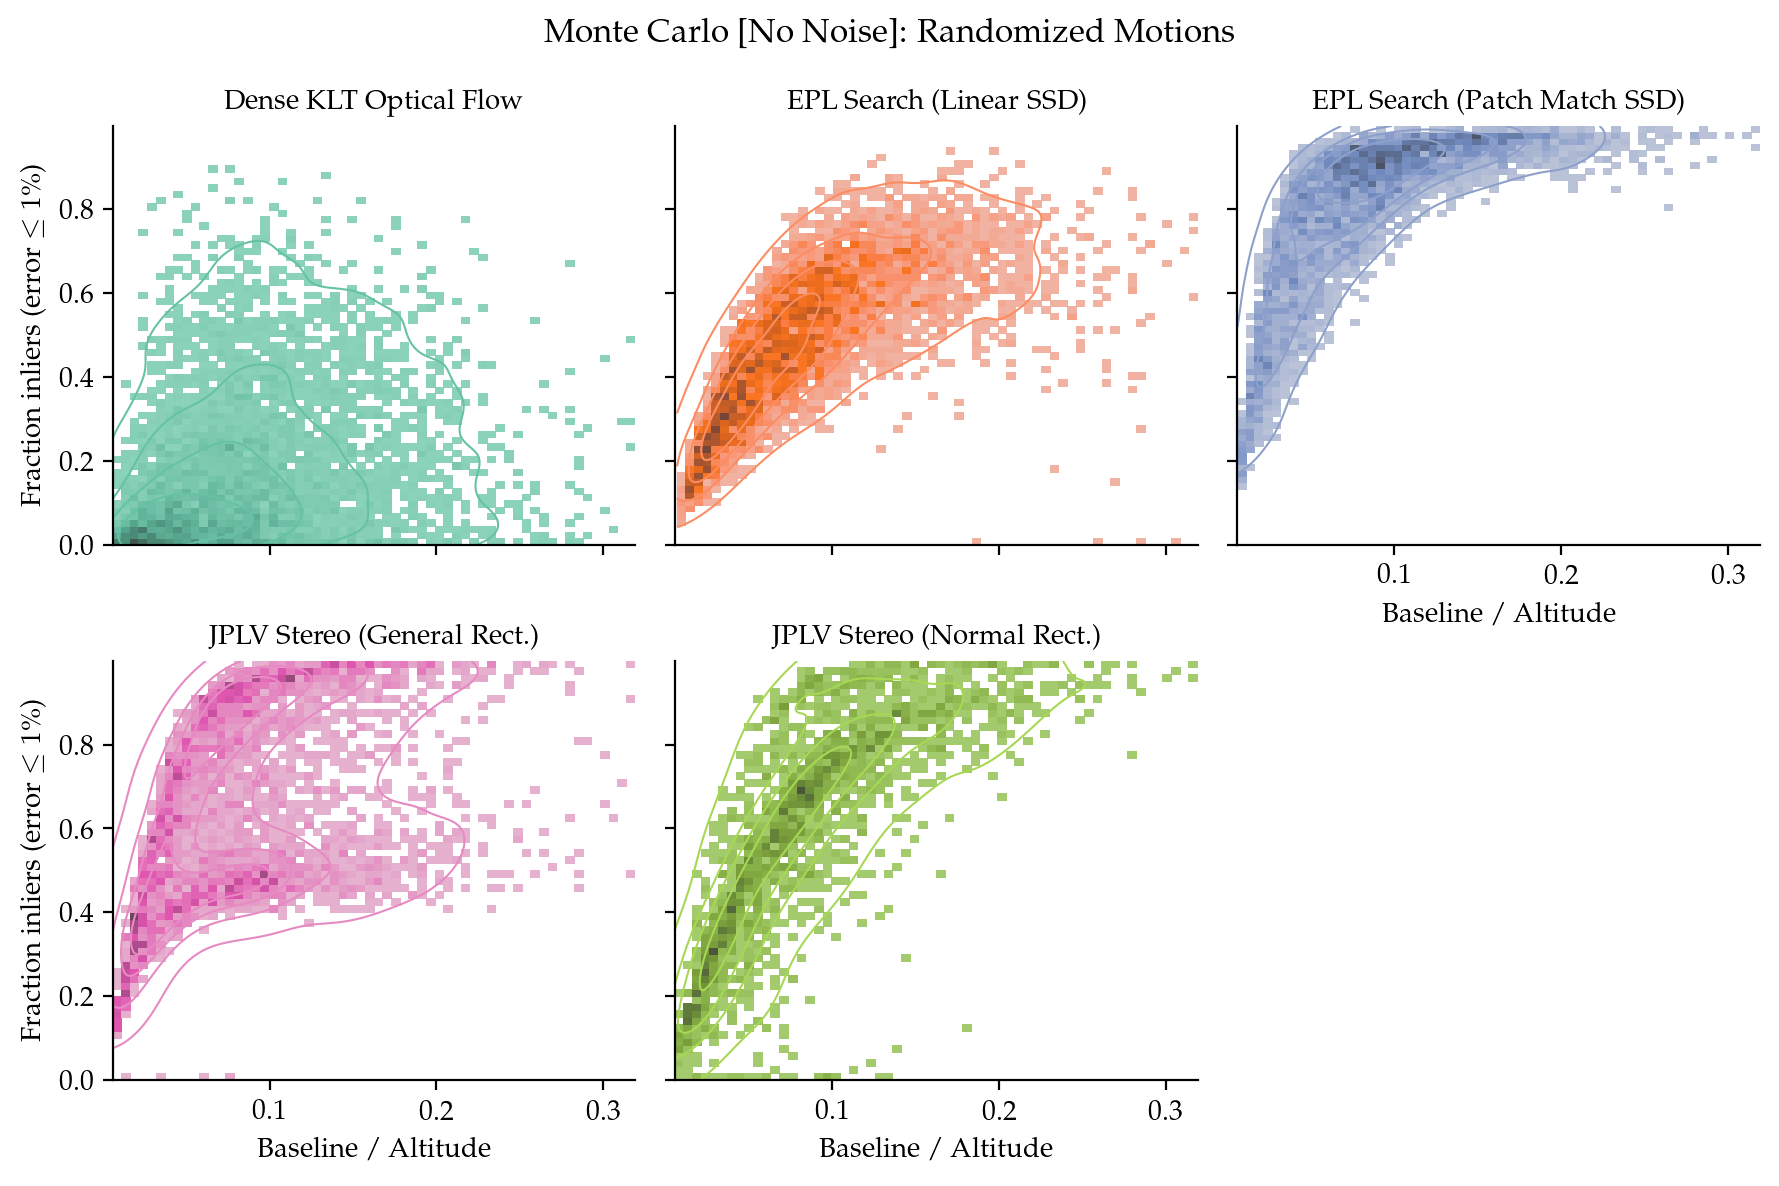 Monte Carlo [No Noise]: Randomized Motions
Dense KLT Optical Flow
EPL Search (Linear SSD)
EPL Search (Patch Match SSD)
Fraction inliers (error ≤ 1%)
0.8
0.6
0.4
0.2
0.0
0.1 0.2 0.3
Baseline / Altitude
JPLV Stereo (General Rect.)
JPLV Stereo (Normal Rect.)
Fraction inliers (error ≤ 1%)
0.8
0.6
0.4
0.2
0.0
0.1 0.2 0.3
Baseline / Altitude
0.1 0.2 0.3
Baseline / Altitude